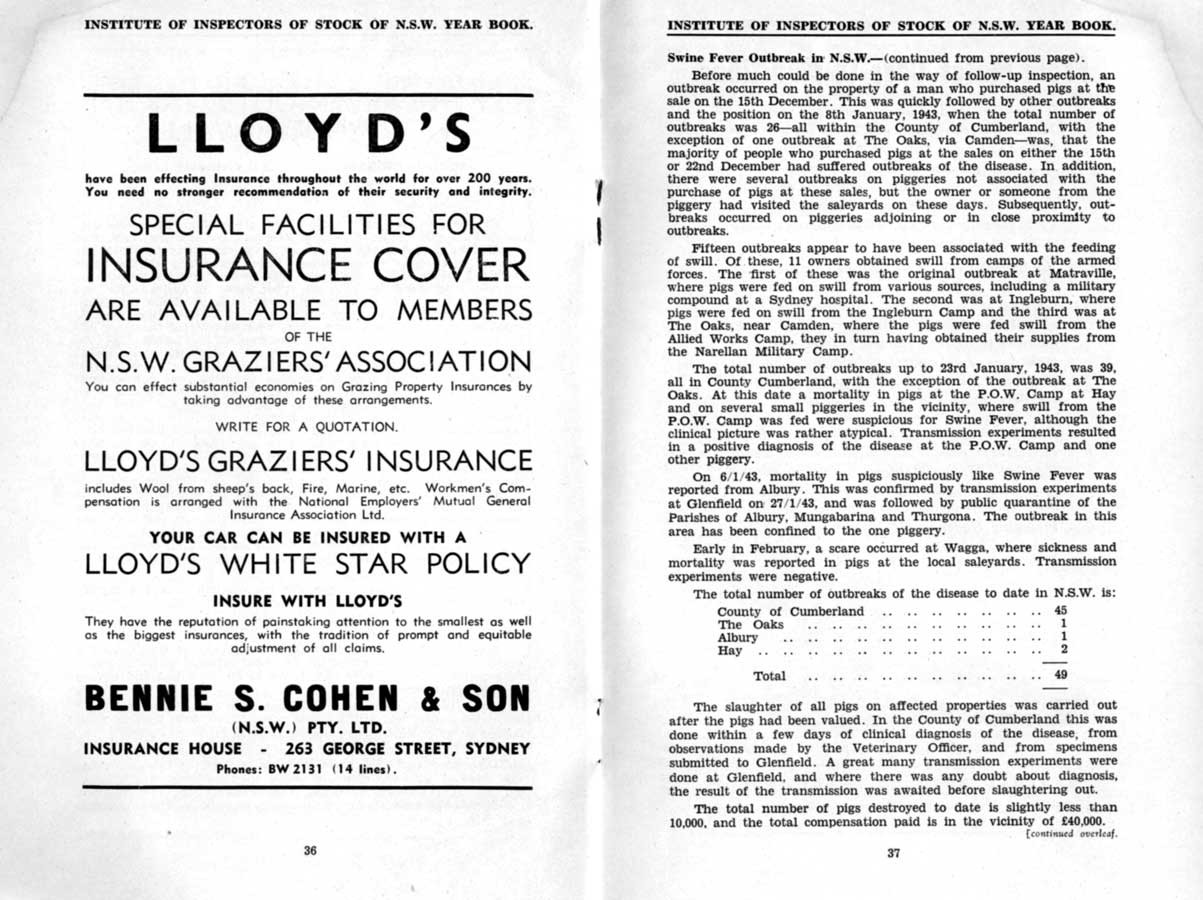 INSTITUTE OF INSPECTORS OF STOCK OF N.S.W. YEAR BOOK.
LLOYD'S
have been effecting Insurance throughout the world for over 200 years.
You need no stronger recommendation of their security and integrity.
SPECIAL FACILITIES FOR
INSURANCE COVER
ARE AVAILABLE TO MEMBERS
OF THE
N.S.W. GRAZIERS' ASSOCIATION
You can effect substantial economies on Grazing Property Insurances by
taking advantage of these arrangements.
WRITE FOR A QUOTATION.
LLOYD'S GRAZIERS' INSURANCE
includes Wool from sheep's back, Fire, Marine, etc. Workmen's Com-
pensation is arranged with the National Employers' Mutual General
Insurance Association Ltd.
YOUR CAR CAN BE INSURED WITH A
LLOYD'S WHITE STAR POLICY
INSURE WITH LLOYD'S
They have the reputation of painstaking attention to the smallest as well
as the biggest insurances, with the tradition of prompt and equitable
adjustment of all claims.
BENNIE S. COHEN & SON
(N.S.W.) PTY. LTD.
INSURANCE HOUSE - 263 GEORGE STREET, SYDNEY
Phones: BW 2131 (14 lines).
36
INSTITUTE OF INSPECTORS OF STOCK OF N.S.W. YEAR BOOK.
Swine Fever Outbreak in N.S.W.—(continued from previous page).
Before much could be done in the way of follow-up inspection, an
outbreak occurred on the property of a man who purchased pigs at the
sale on the 15th December. This was quickly followed by other outbreaks
and the position on the 8th January, 1943, when the total number of
outbreaks was 26—all within the County of Cumberland, with the
exception of one outbreak at The Oaks, via Camden—was, that the
majority of people who purchased pigs at the sales on either the 15th
or 22nd December had suffered outbreaks of the disease. In addition,
there were several outbreaks on piggeries not associated with the
purchase of pigs at these sales, but the owner or someone from the
piggery had visited the saleyards on these days. Subsequently, out-
breaks occurred on piggeries adjoining or in close proximity to
outbreaks.
Fifteen outbreaks appear to have been associated with the feeding
of swill. Of these, 11 owners obtained swill from camps of the armed
forces. The first of these was the original outbreak at Matraville,
where pigs were fed on swill from various sources, including a military
compound at a Sydney hospital. The second was at Ingleburn, where
pigs were fed on swill from the Ingleburn Camp and the third was at
The Oaks, near Camden, where the pigs were fed swill from the
Allied Works Camp, they in turn having obtained their supplies from
the Narellan Military Camp.
The total number of outbreaks up to 23rd January, 1943, was 39,
all in County Cumberland, with the exception of the outbreak at The
Oaks. At this date a mortality in pigs at the P.O.W. Camp at Hay
and on several small piggeries in the vicinity, where swill from the
P.O.W. Camp was fed were suspicious for Swine Fever, although the
clinical picture was rather atypical. Transmission experiments resulted
in a positive diagnosis of the disease at the P.O.W. Camp and one
other piggery.
On 6/1/43, mortality in pigs suspiciously like Swine Fever was
reported from Albury. This was confirmed by transmission experiments
at Glenfield on 27/1/43, and was followed by public quarantine of the
Parishes of Albury, Mungabarina and Thurgona. The outbreak in this
area has been confined to the one piggery.
Early in February, a scare occurred at Wagga, where sickness and
mortality was reported in pigs at the local saleyards. Transmission
experiments were negative.
The total number of outbreaks of the disease to date in N.S.W. is:
County of Cumberland .. .. .. .. .. .. .. 45
The Oaks .. .. .. .. .. .. .. .. .. .. 1
Albury .. .. .. .. .. .. .. .. .. .. .. 1
Hay .. .. .. .. .. .. .. .. .. .. .. .. 2
Total .. .. .. .. .. .. .. .. .. .. 49
The slaughter of all pigs on affected properties was carried out
after the pigs had been valued. In the County of Cumberland this was
done within a few days of clinical diagnosis of the disease, from
observations made by the Veterinary Officer, and from specimens
submitted to Glenfield. A great many transmission experiments were
done at Glenfield, and where there was any doubt about diagnosis,
the result of the transmission was awaited before slaughtering out.
The total number of pigs destroyed to date is slightly less than
10,000, and the total compensation paid is in the vicinity of £40,000.
[continued overleaf.
37